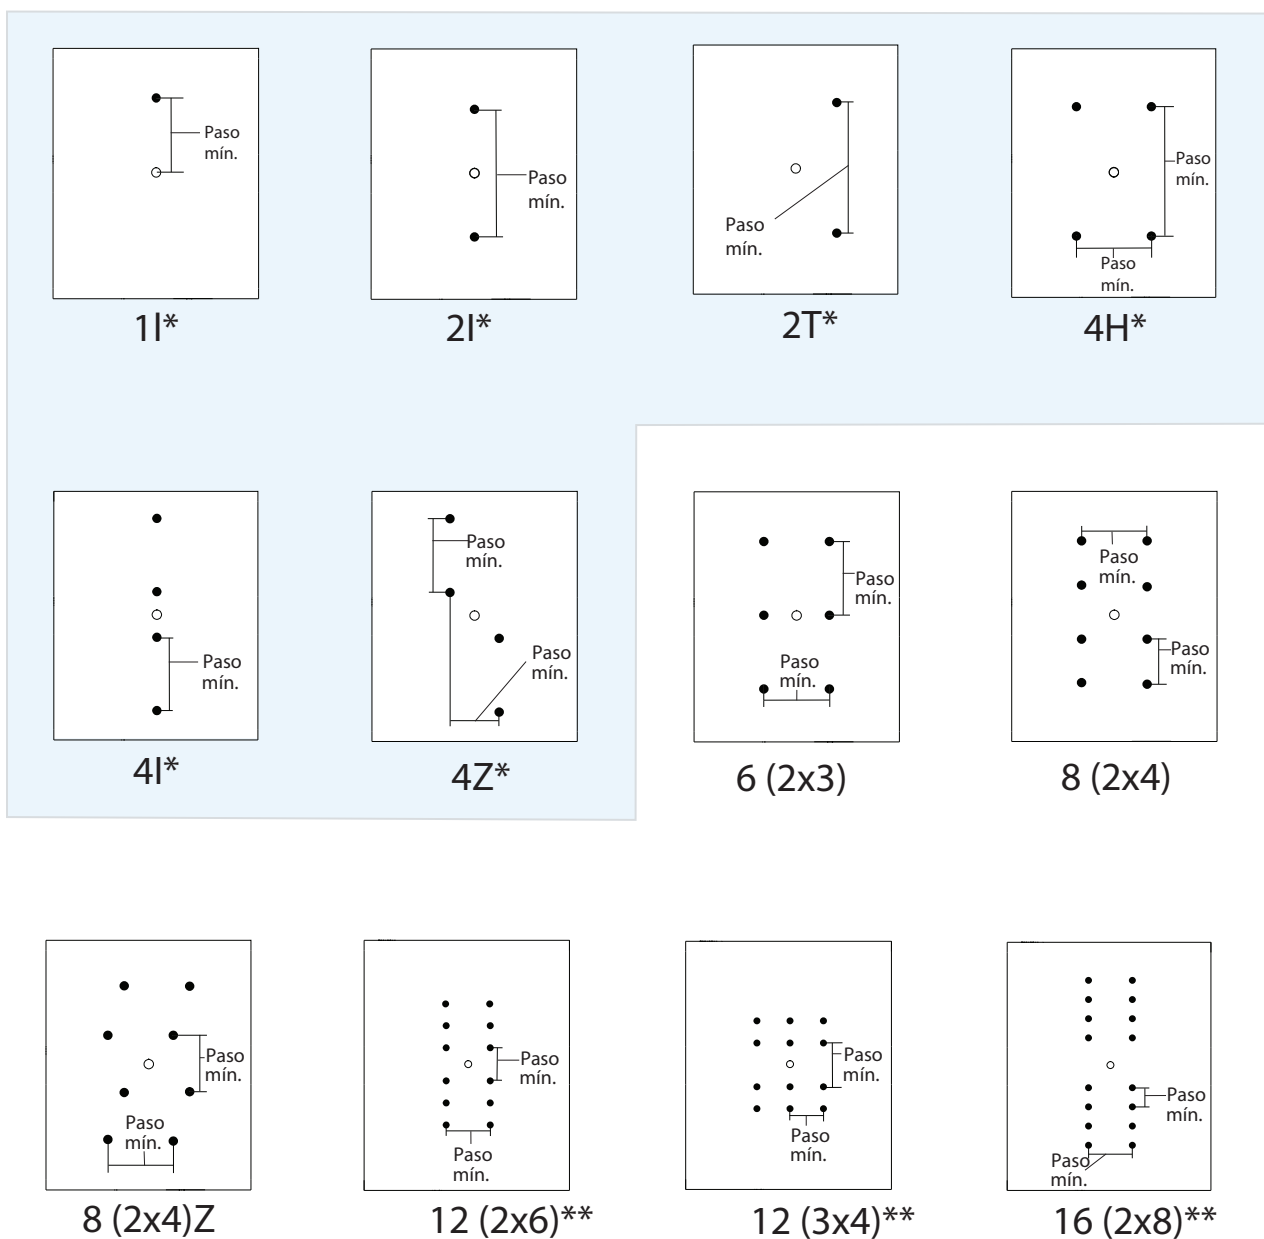 Paso
mín.
1I*
Paso
mín.
2I*
Paso
mín.
2T*
Paso
mín.
Paso
mín.
4H*
Paso
mín.
4I*
Paso
mín.
Paso
mín.
4Z*
Paso
mín.
Paso
mín.
6 (2x3)
Paso
mín.
Paso
mín.
8 (2x4)
Paso
mín.
Paso
mín.
8 (2x4)Z
Paso
mín.
Paso
mín.
12 (2x6)**
Paso
mín.
Paso
mín.
12 (3x4)**
Paso
mín.
Paso
mín.
16 (2x8)**